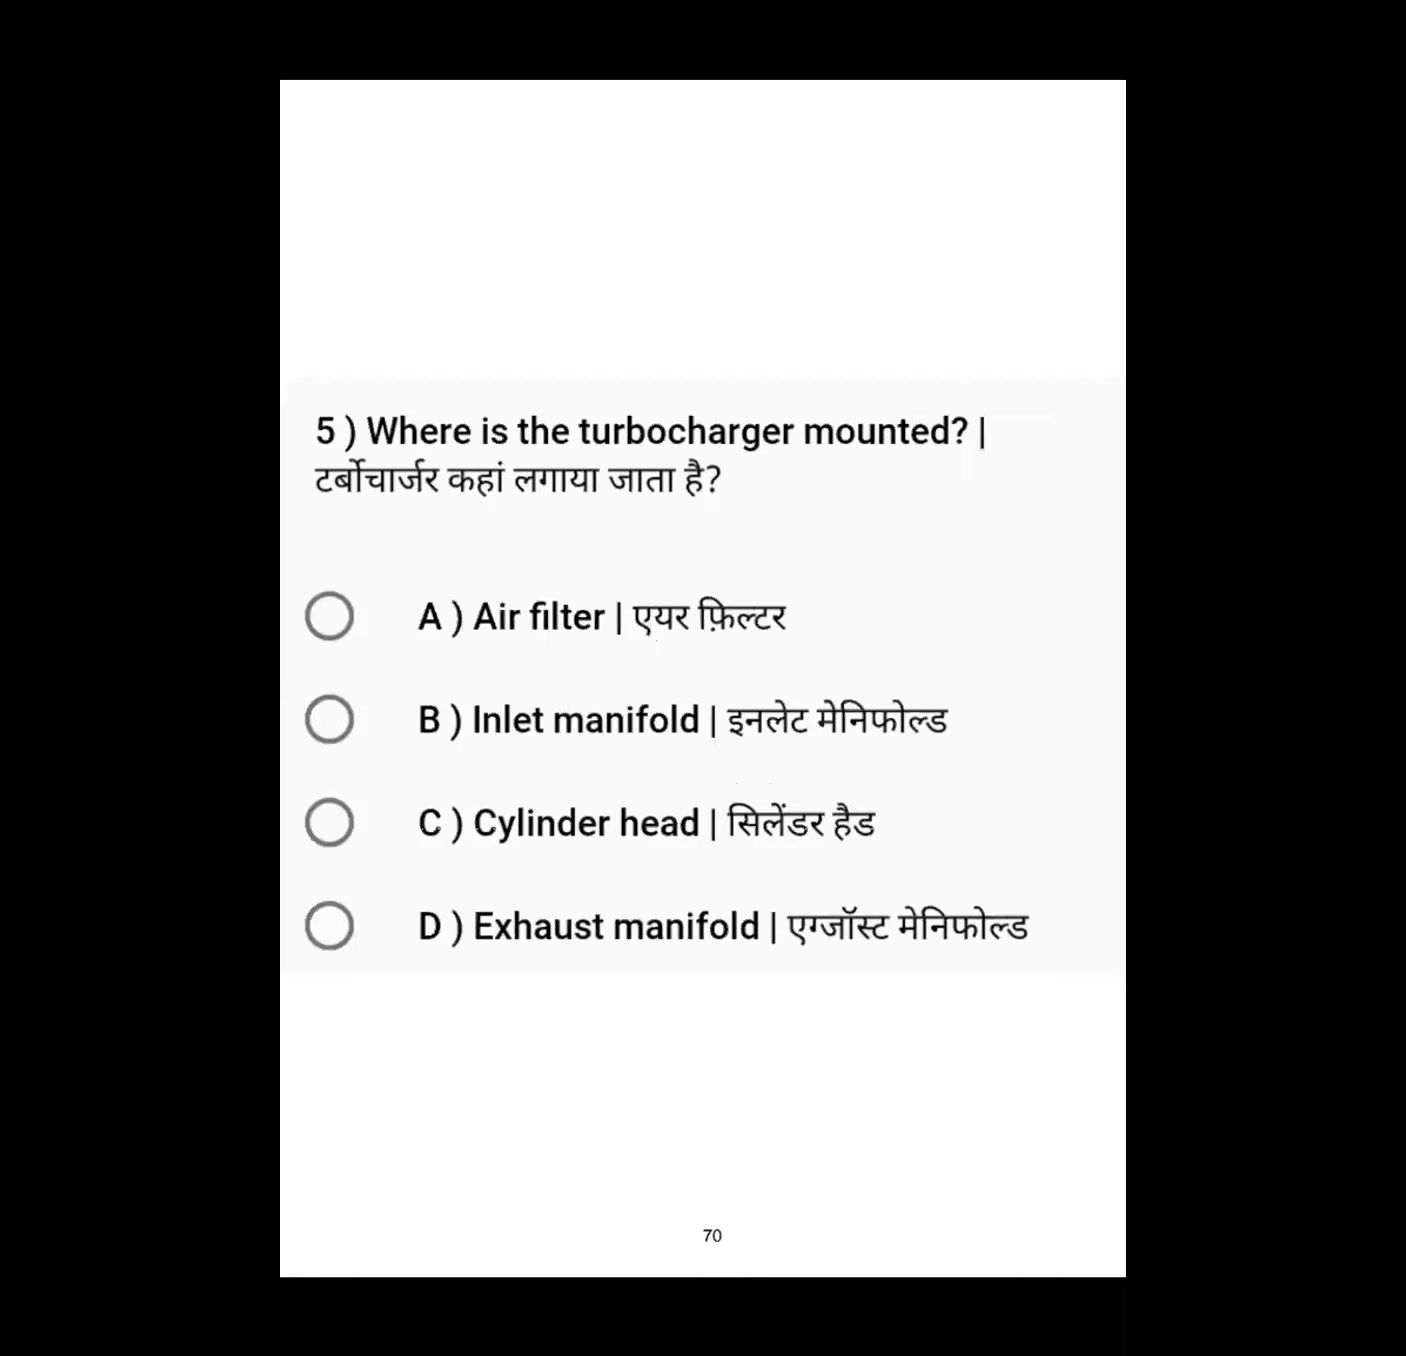 5 ) Where is the turbocharger mounted? |
टर्बोचार्जर कहां लगाया जाता है?
A ) Air filter | एयर फ़िल्टर
B ) Inlet manifold | इनलेट मेनिफोल्ड
C ) Cylinder head | सिलेंडर हैड
D ) Exhaust manifold | एग्जॉस्ट मेनिफोल्ड
70